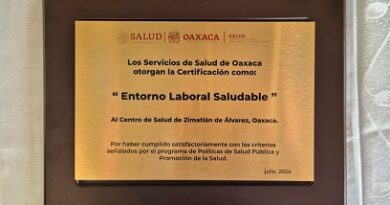 SALUD OAXACA SALUD
Los Servicios de Salud de Oaxaca
otorgan la Certificación como:
“ Entorno Laboral Saludable ”
Al Centro de Salud de Zimatlán de Álvarez, Oaxaca.
Por haber cumplido satisfactoriamente con los criterios
señalados por el programa de Políticas de Salud Pública y
Promoción de la Salud.
julio, 2024